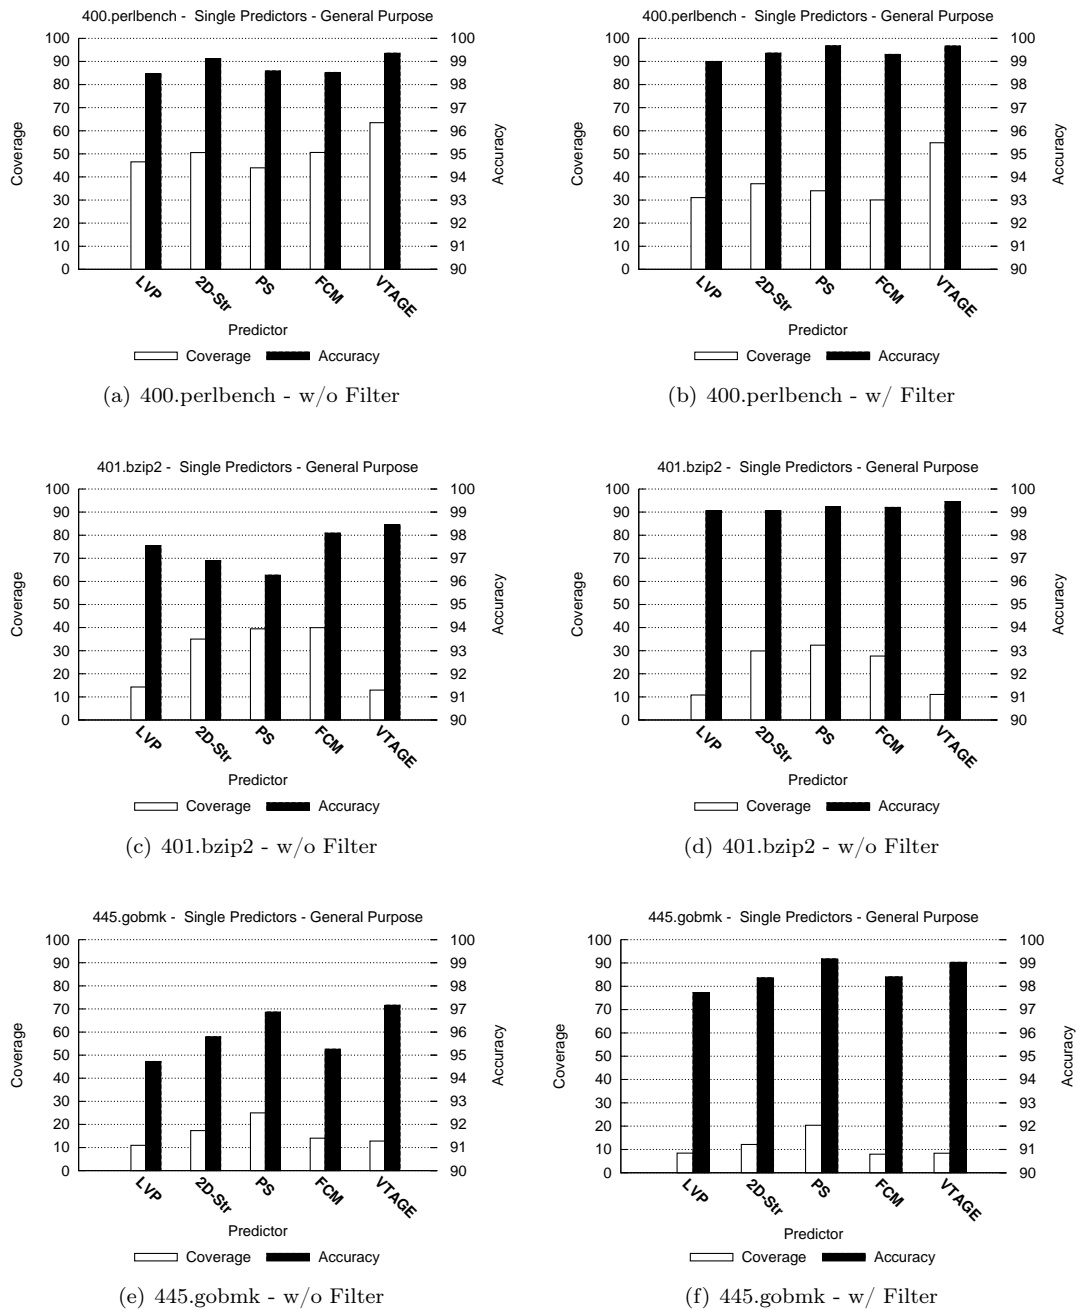 400.perlbench - Single Predictors - General Purpose
100
90
80
70
60
50
40
30
20
10
0
Coverage
100
99
98
97
96
95
94
93
92
91
90
Accuracy
LVP
2D-Str
PS
FCM
VTAGE
Predictor
Coverage Accuracy
(a) 400.perlbench - w/o Filter
400.perlbench - Single Predictors - General Purpose
100
90
80
70
60
50
40
30
20
10
0
Coverage
100
99
98
97
96
95
94
93
92
91
90
Accuracy
LVP
2D-Str
PS
FCM
VTAGE
Predictor
Coverage Accuracy
(b) 400.perlbench - w/ Filter
401.bzip2 - Single Predictors - General Purpose
100
90
80
70
60
50
40
30
20
10
0
Coverage
100
99
98
97
96
95
94
93
92
91
90
Accuracy
LVP
2D-Str
PS
FCM
VTAGE
Predictor
Coverage Accuracy
(c) 401.bzip2 - w/o Filter
401.bzip2 - Single Predictors - General Purpose
100
90
80
70
60
50
40
30
20
10
0
Coverage
100
99
98
97
96
95
94
93
92
91
90
Accuracy
LVP
2D-Str
PS
FCM
VTAGE
Predictor
Coverage Accuracy
(d) 401.bzip2 - w/o Filter
445.gobmk - Single Predictors - General Purpose
100
90
80
70
60
50
40
30
20
10
0
Coverage
100
99
98
97
96
95
94
93
92
91
90
Accuracy
LVP
2D-Str
PS
FCM
VTAGE
Predictor
Coverage Accuracy
(e) 445.gobmk - w/o Filter
445.gobmk - Single Predictors - General Purpose
100
90
80
70
60
50
40
30
20
10
0
Coverage
100
99
98
97
96
95
94
93
92
91
90
Accuracy
LVP
2D-Str
PS
FCM
VTAGE
Predictor
Coverage Accuracy
(f) 445.gobmk - w/ Filter